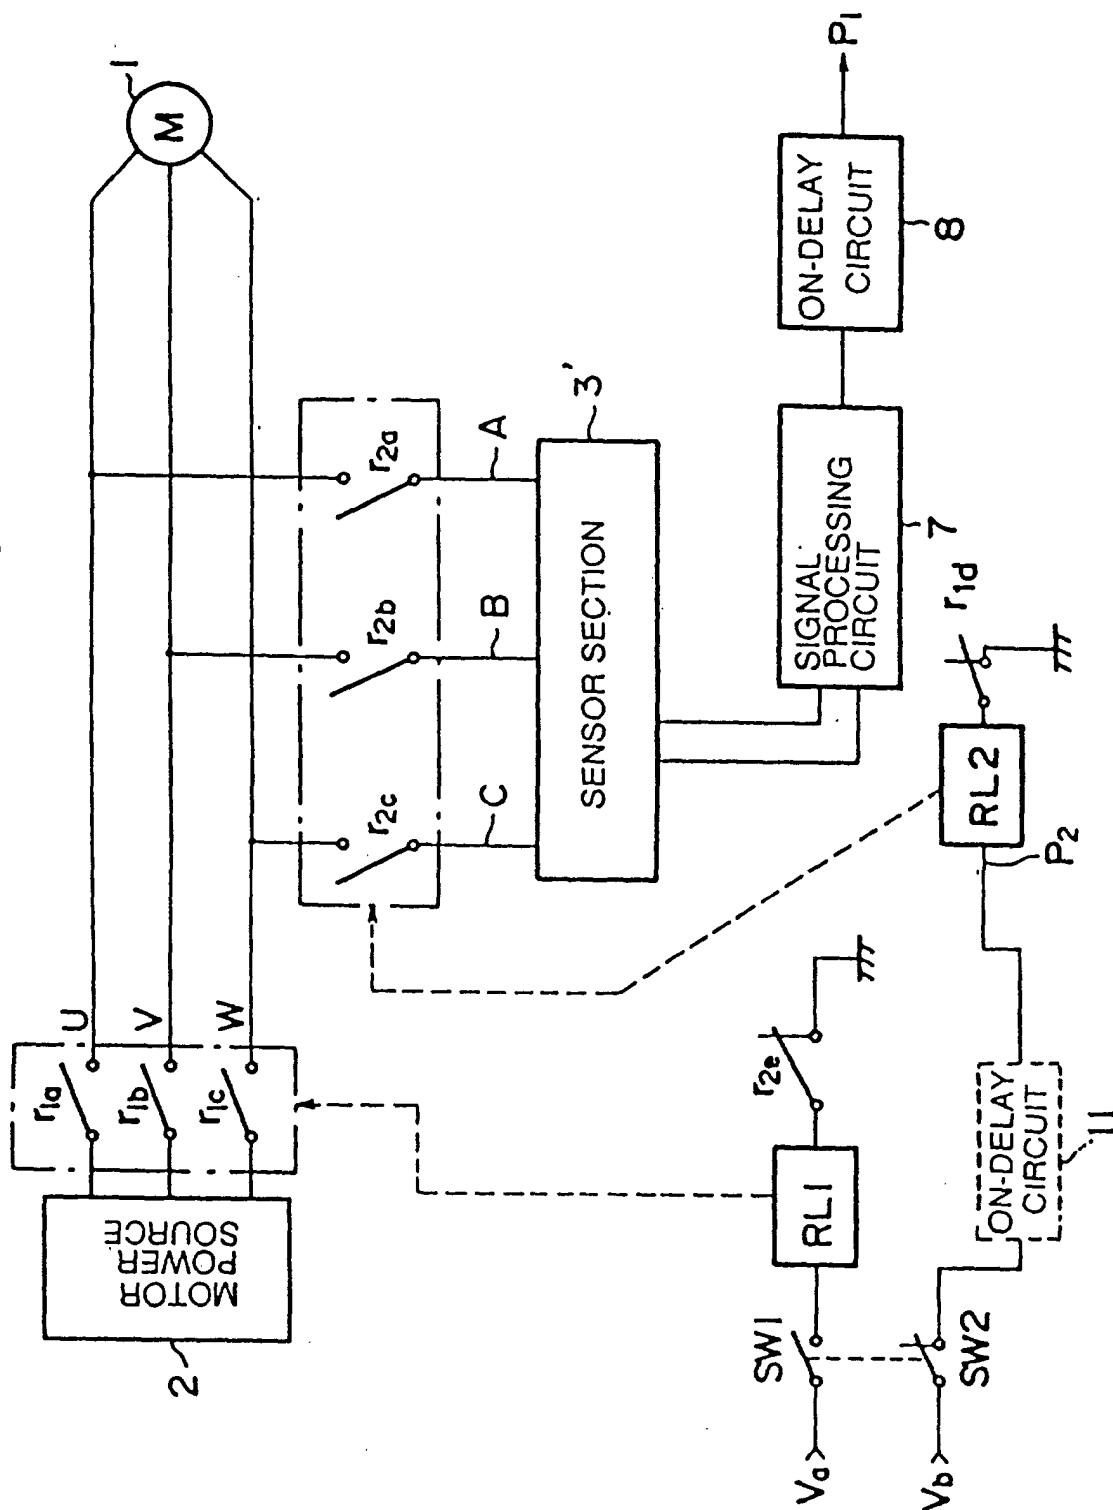 1
M
U
V
W
r1a
r1b
r1c
MOTOR
POWER
SOURCE
2
r2a
r2b
r2c
A
B
C
SENSOR SECTION
3'
SIGNAL
PROCESSING
CIRCUIT
7
ON-DELAY
CIRCUIT
8
P1
r1d
RL2
P2
r2e
RL1
ON-DELAY
CIRCUIT
11
SW1
SW2
Va
Vb